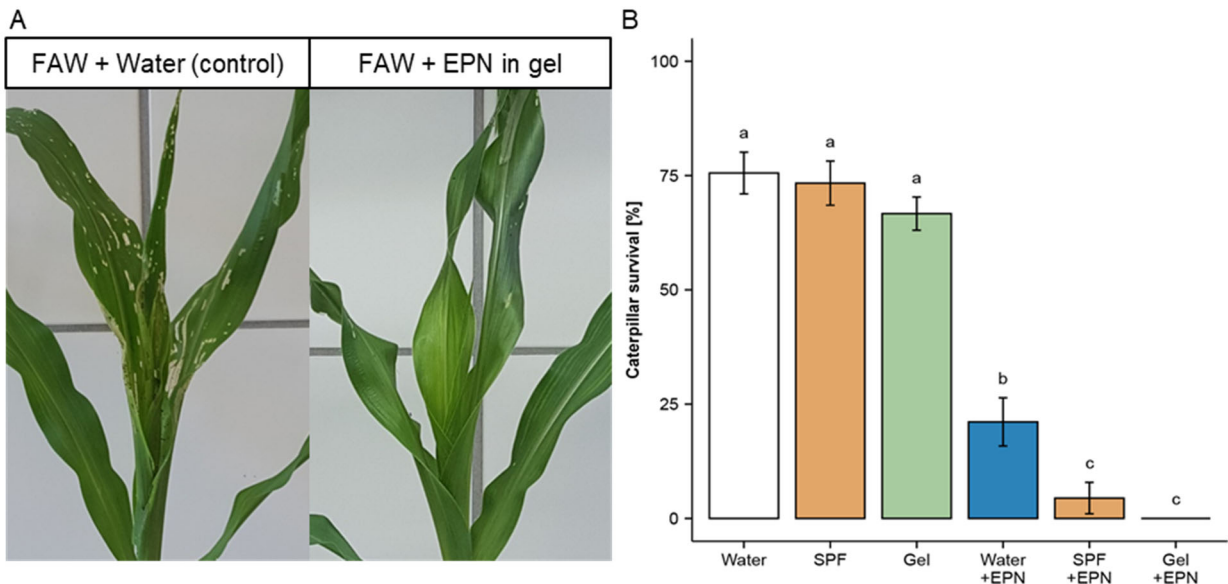 A
FAW + Water (control)
FAW + EPN in gel
B
Caterpillar survival [%]
100
75
50
25
0
a
a
a
b
c
c
Water
SPF
Gel
Water
+EPN
SPF
+EPN
Gel
+EPN